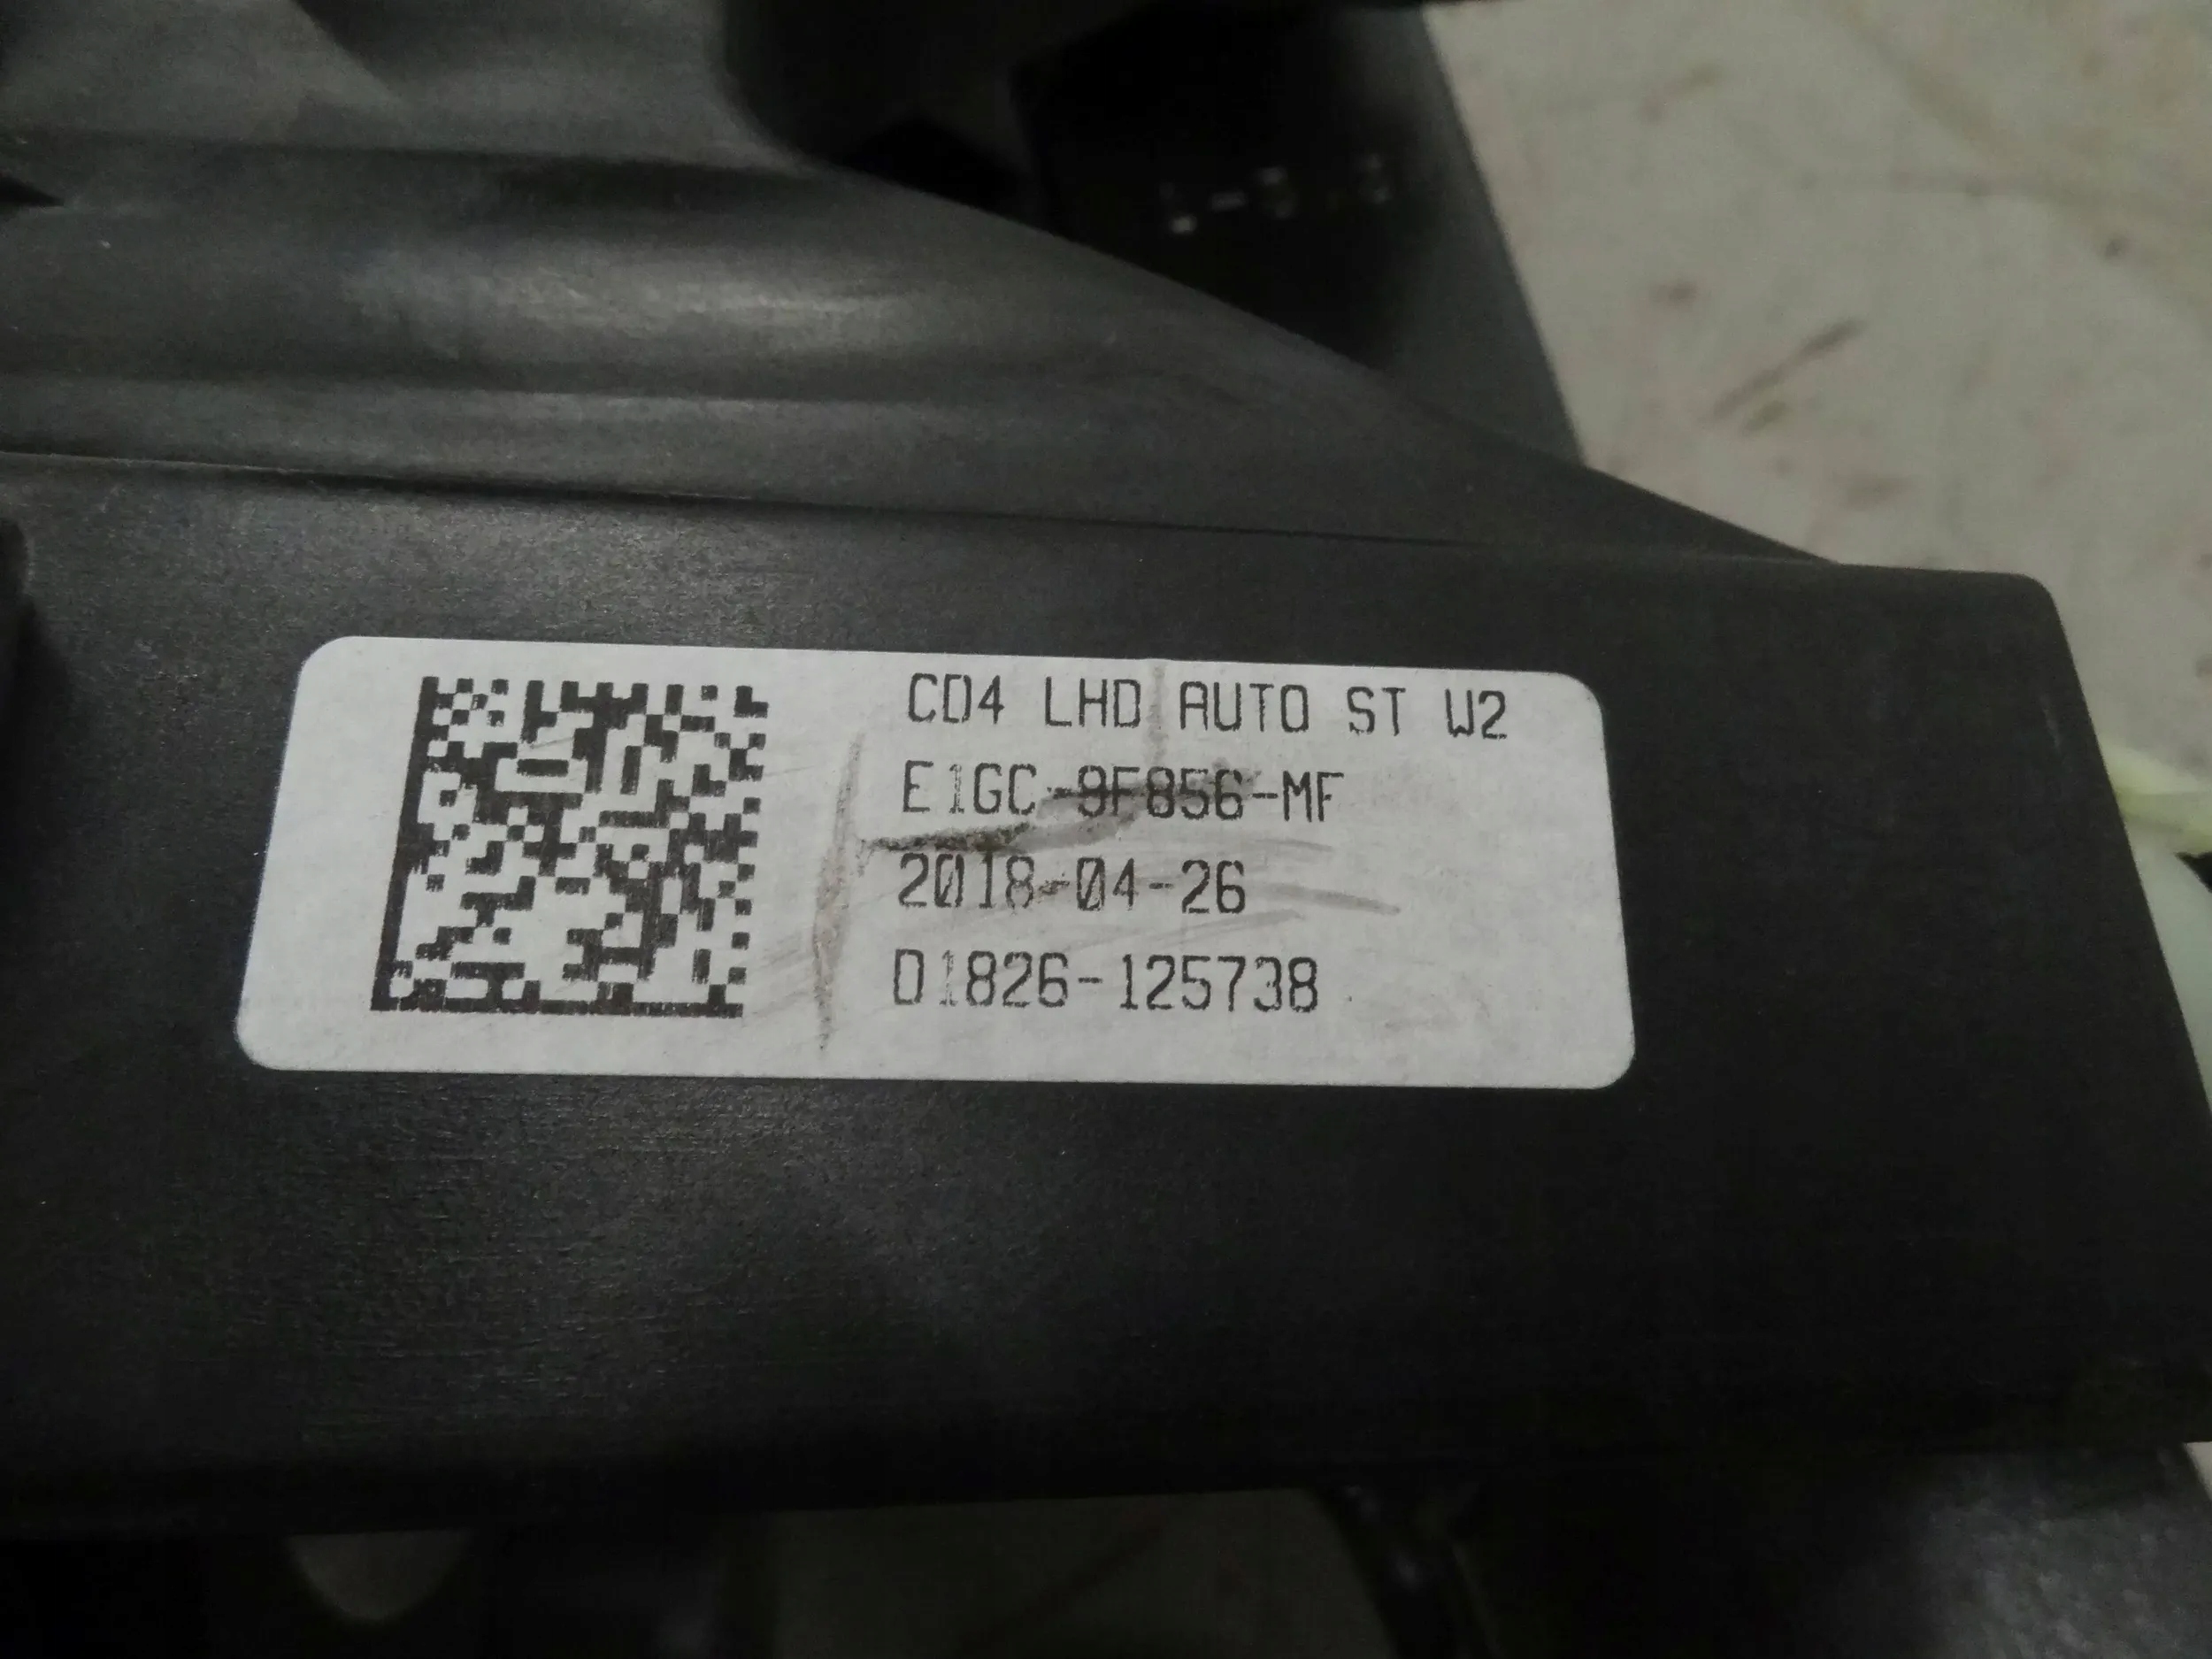 CD4 LHD AUTO ST W2
E1GC-9F856-MF
2018-04-26
D1826-125738